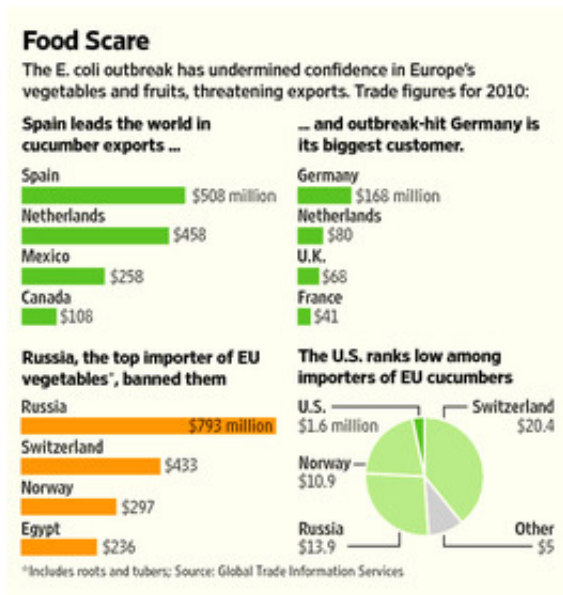 Food Scare
The E. coli outbreak has undermined confidence in Europe's
vegetables and fruits, threatening exports. Trade figures for 2010:
Spain leads the world in
cucumber exports ...
Spain
$508 million
Netherlands
$458
Mexico
$258
Canada
$108
... and outbreak-hit Germany is
its biggest customer.
Germany
$168 million
Netherlands
$80
U.K.
$68
France
$41
Russia, the top importer of EU
vegetables*, banned them
Russia
$793 million
Switzerland
$433
Norway
$297
Egypt
$236
The U.S. ranks low among
importers of EU cucumbers
U.S.
$1.6 million
Switzerland
$20.4
Norway
$10.9
Russia
$13.9
Other
$5
*Includes roots and tubers; Source: Global Trade Information Services